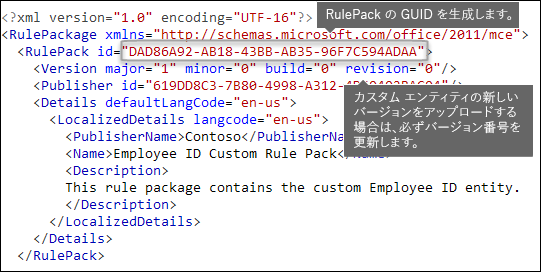 <?xml version="1.0" encoding="UTF-16"?>
RulePack の GUID を生成します。
<RulePackage xmlns="http://schemas.microsoft.com/office/2011/mce">
<RulePack id="DAD86A92-AB18-43BB-AB35-96F7C594ADAA">
<Version major="1" minor="0" build="0" revision="0"/>
<Publisher id="619DD8C3-7B80-4998-A312-
カスタム エンティティの新しい
バージョンをアップロードする
場合は、必ずバージョン番号を
更新します。
<Details defaultLangCode="en-us">
<LocalizedDetails langcode="en-us">
<PublisherName>Contoso</PublisherName>
<Name>Employee ID Custom Rule Pack</Name>
<Description>
This rule package contains the custom Employee ID entity.
</Description>
</LocalizedDetails>
</Details>
</RulePack>